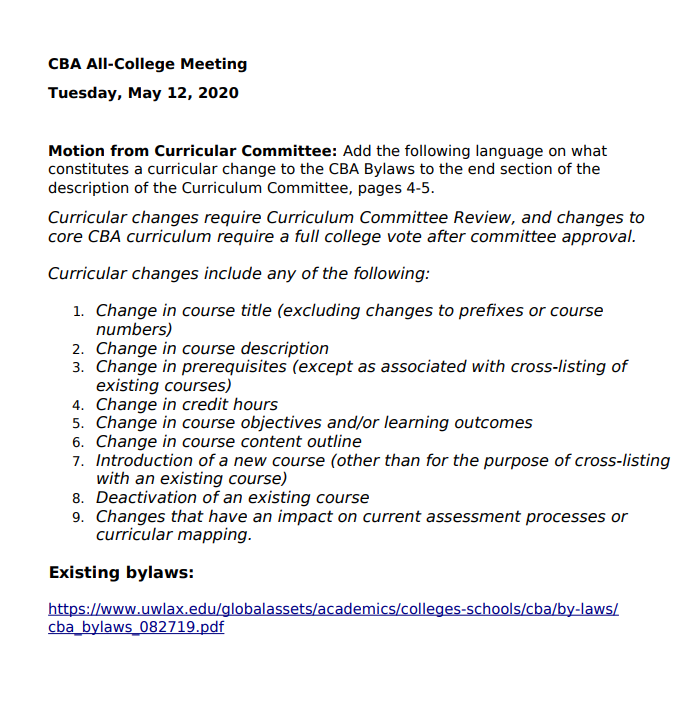 CBA All-College Meeting
Tuesday, May 12, 2020
Motion from Curricular Committee: Add the following language on what
constitutes a curricular change to the CBA Bylaws to the end section of the
description of the Curriculum Committee, pages 4-5.
Curricular changes require Curriculum Committee Review, and changes to
core CBA curriculum require a full college vote after committee approval.
Curricular changes include any of the following:
1. Change in course title (excluding changes to prefixes or course
numbers)
2. Change in course description
3. Change in prerequisites (except as associated with cross-listing of
existing courses)
4. Change in credit hours
5. Change in course objectives and/or learning outcomes
6. Change in course content outline
7. Introduction of a new course (other than for the purpose of cross-listing
with an existing course)
8. Deactivation of an existing course
9. Changes that have an impact on current assessment processes or
curricular mapping.
Existing bylaws:
https://www.uwlax.edu/globalassets/academics/colleges-schools/cba/by-laws/
cba_bylaws_082719.pdf